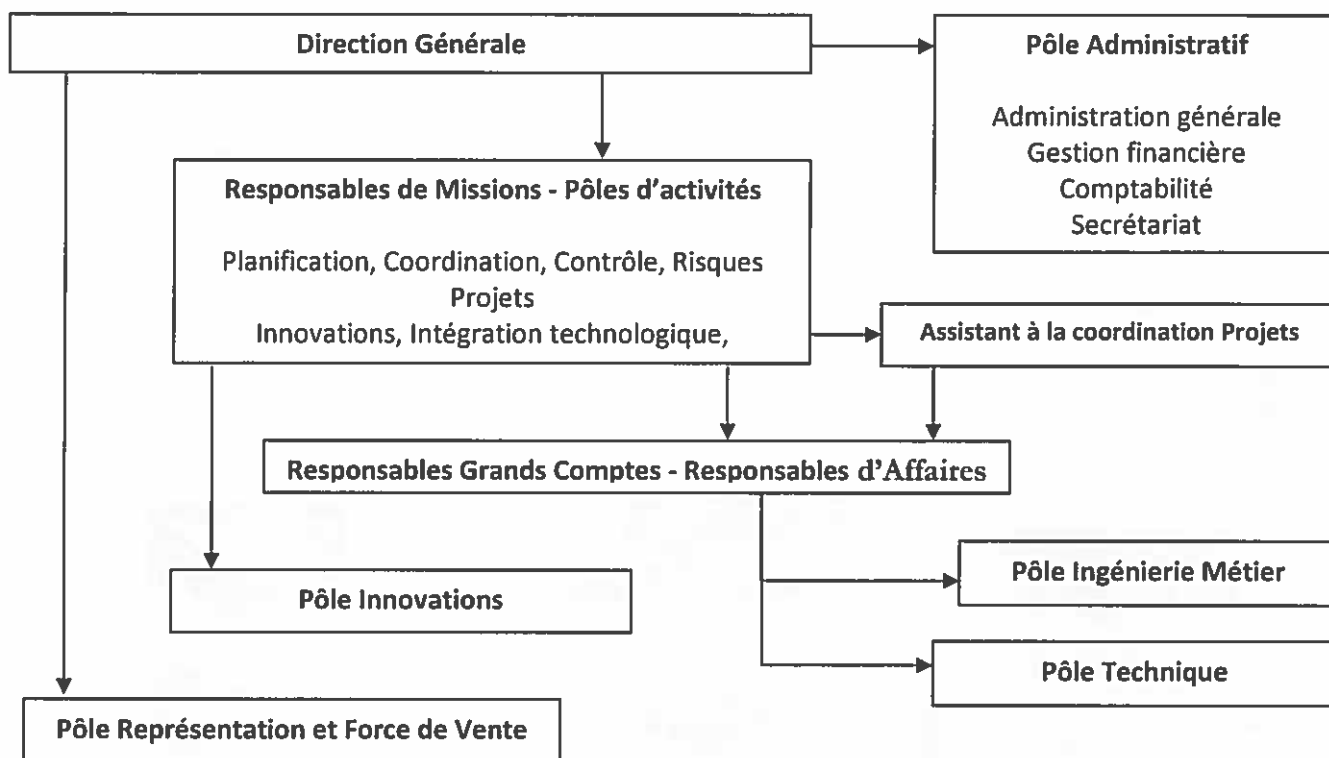 Direction Générale
Pôle Administratif
Administration générale
Gestion financière
Comptabilité
Secrétariat
Responsables de Missions - Pôles d'activités
Planification, Coordination, Contrôle, Risques
Projets
Innovations, Intégration technologique,
Assistant à la coordination Projets
Responsables Grands Comptes - Responsables d'Affaires
Pôle Innovations
Pôle Ingénierie Métier
Pôle Technique
Pôle Représentation et Force de Vente